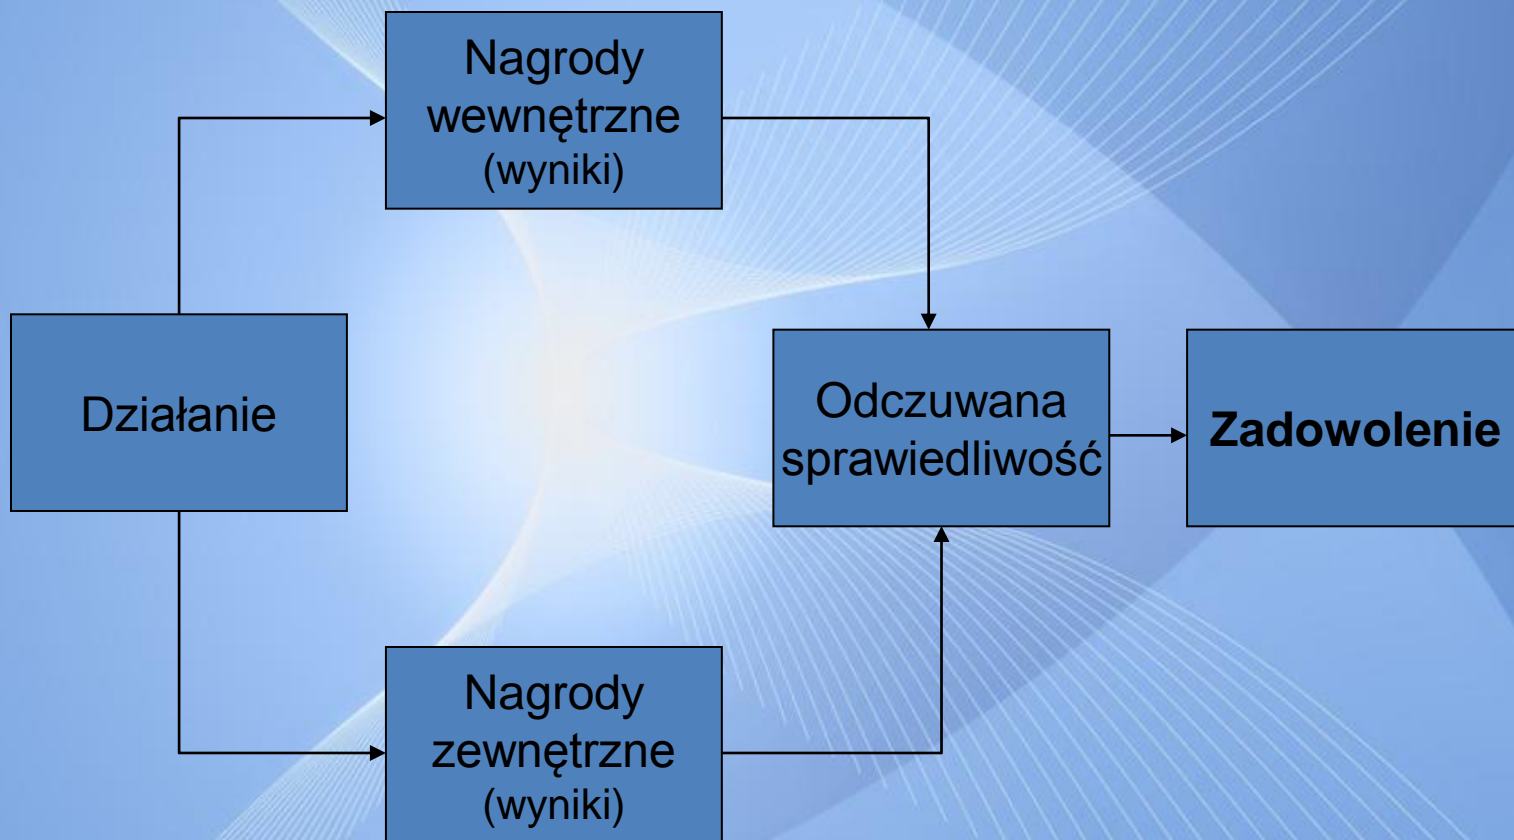 Nagrody
wewnętrzne
(wyniki)
Działanie
Odczuwana
sprawiedliwość
Zadowolenie
Nagrody
zewnętrzne
(wyniki)